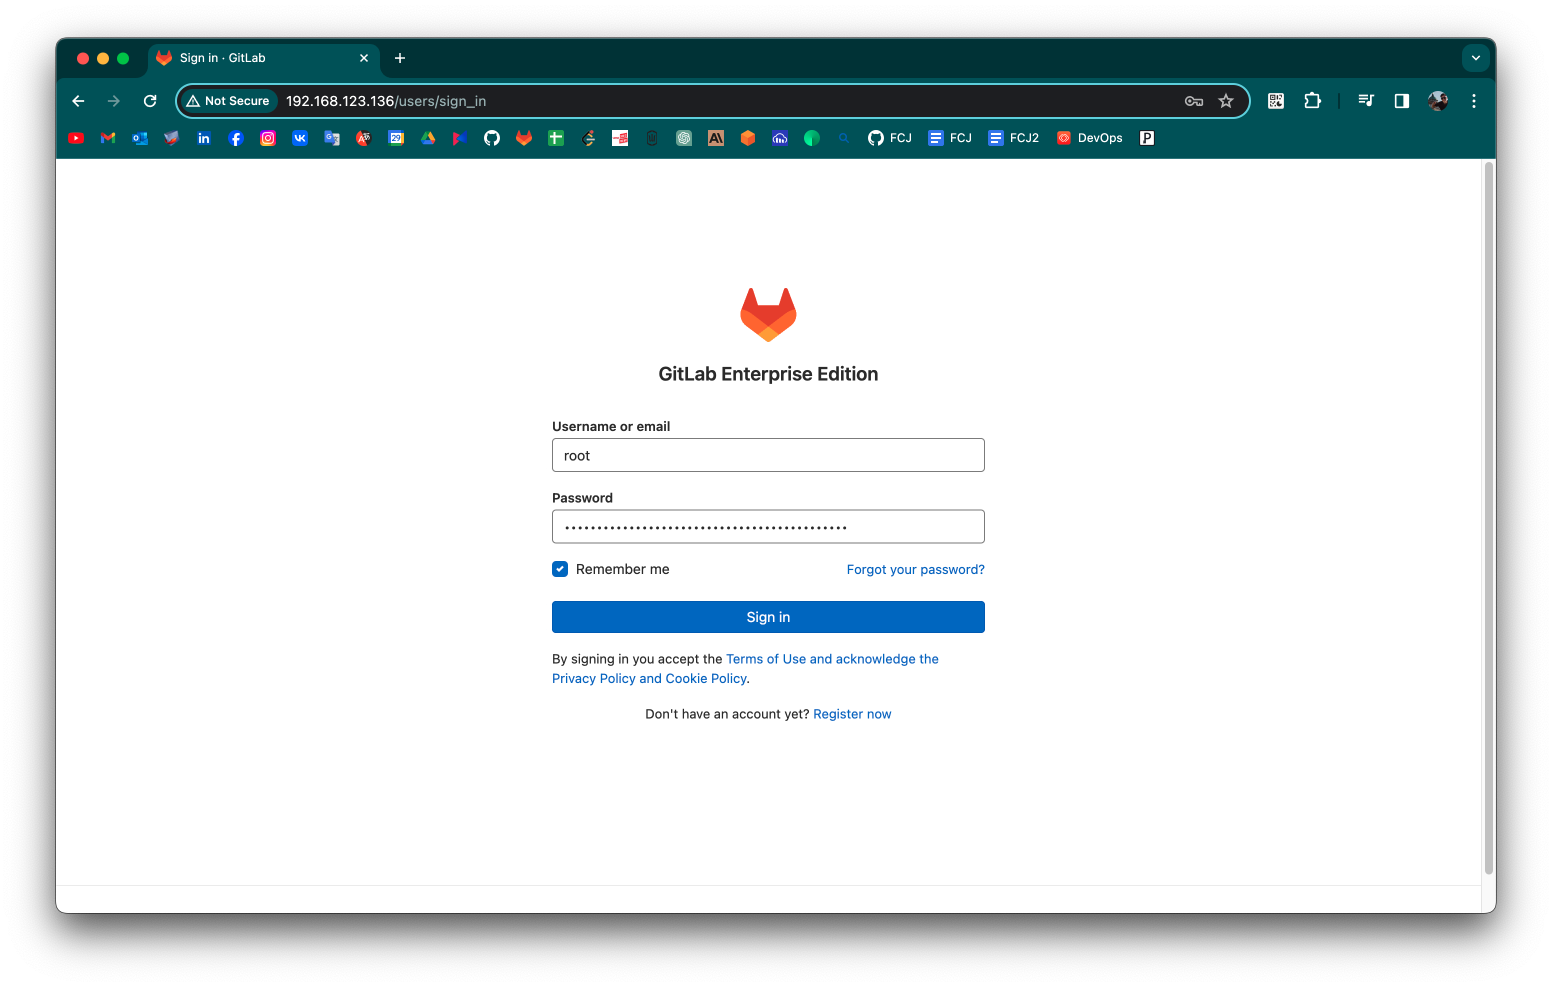 Sign in · GitLab
Not Secure 192.168.123.136/users/sign_in
FCJ FCJ FCJ2 DevOps
GitLab Enterprise Edition
Username or email
root
Password
Remember me Forgot your password?
Sign in
By signing in you accept the Terms of Use and acknowledge the
Privacy Policy and Cookie Policy.
Don't have an account yet? Register now